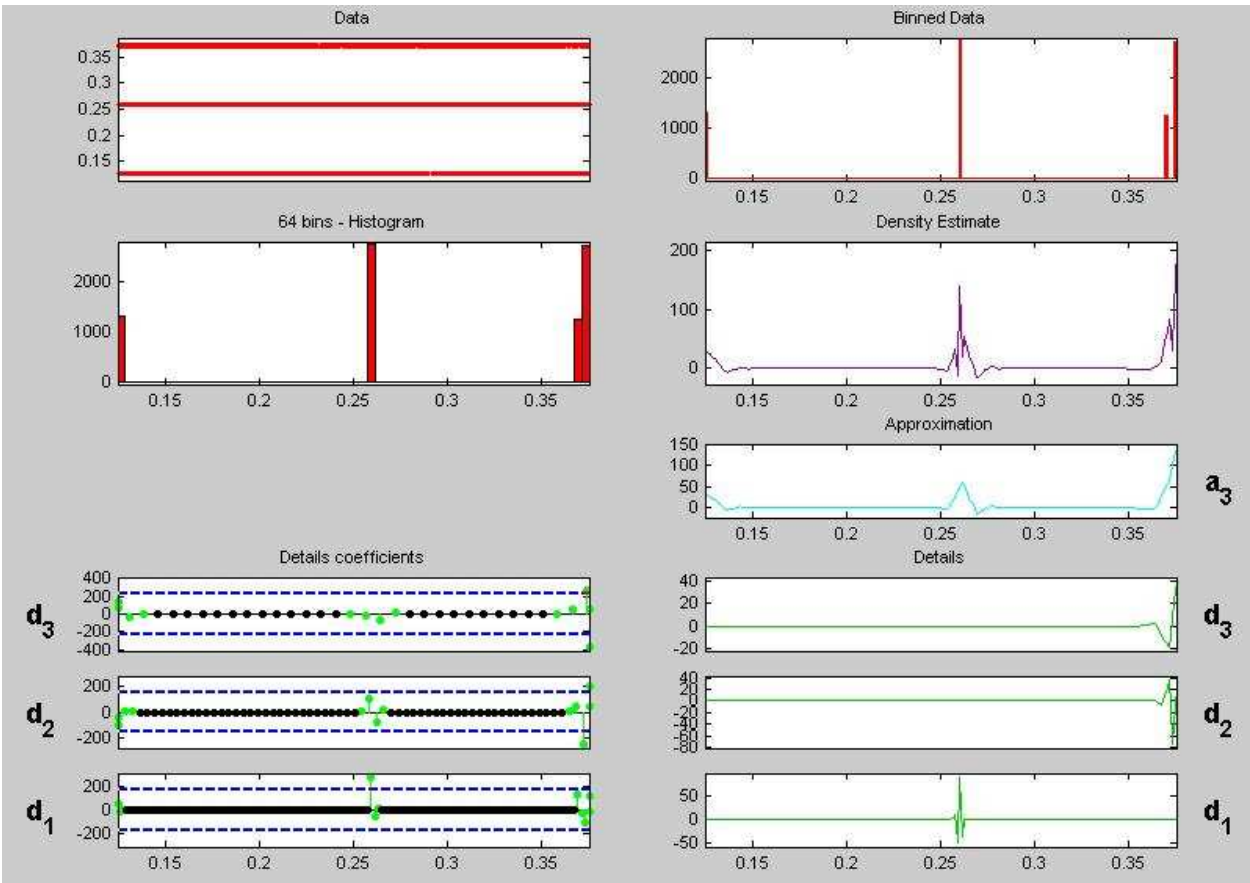 Data
0.35
0.3
0.25
0.2
0.15
Binned Data
2000
1000
0
0.15 0.2 0.25 0.3 0.35
64 bins - Histogram
2000
1000
0
0.15 0.2 0.25 0.3 0.35
Density Estimate
200
100
0
0.15 0.2 0.25 0.3 0.35
Approximation
150
100
50
0
0.15 0.2 0.25 0.3 0.35
a3
Details coefficients
d3
400
200
0
-200
-400
d2
200
0
-200
d1
200
0
-200
0.15 0.2 0.25 0.3 0.35
Details
40
20
0
-20
d3
40
20
0
-20
-40
-60
-80
d2
50
0
-50
d1
0.15 0.2 0.25 0.3 0.35